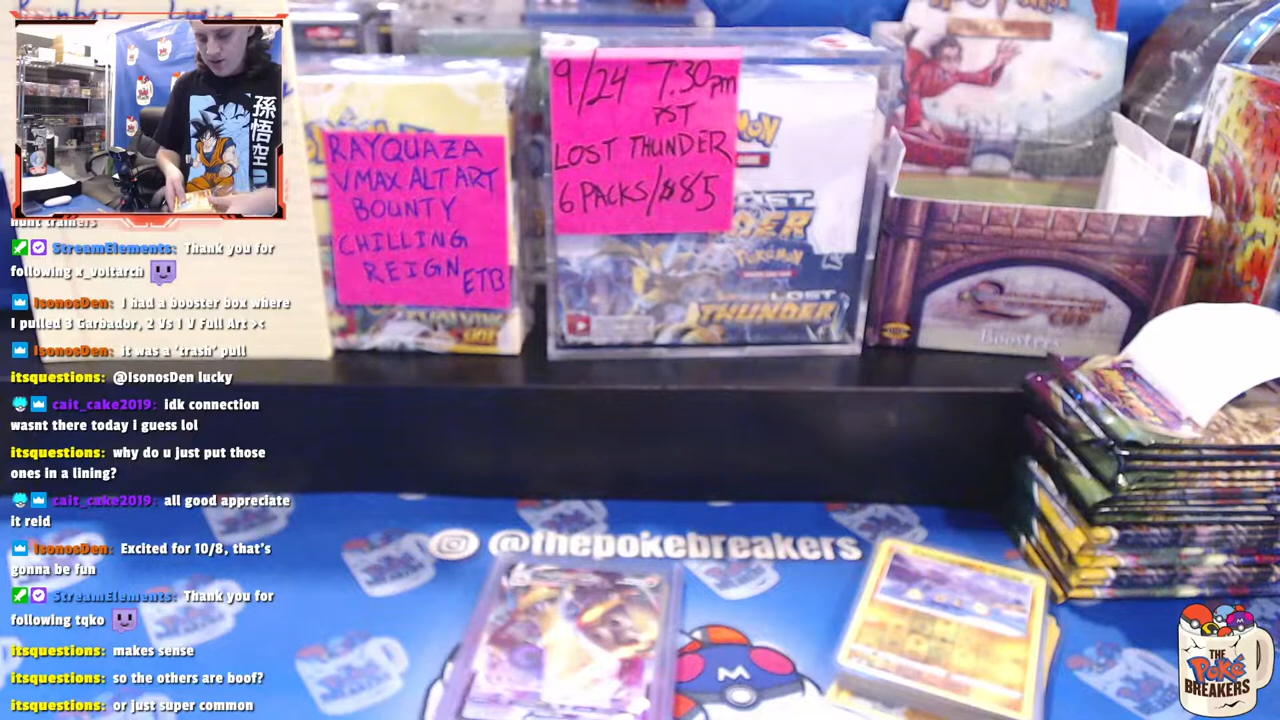 Rainbow
hunt trainers
StreamElements: Thank you for
following x_voltarch
IsonosDen: I had a booster box where
I pulled 3 Garbador, 2 Vs 1 V Full Art ><
IsonosDen: it was a 'trash' pull
itsquestions: @IsonosDen lucky
cait_cake2019: idk connection
wasnt there today i guess lol
itsquestions: why do u just put those
ones in a lining?
cait_cake2019: all good appreciate
it reid
IsonosDen: Excited for 10/8, that's
gonna be fun
StreamElements: Thank you for
following tqko
itsquestions: makes sense
itsquestions: so the others are boof?
itsquestions: or just super common
孫悟空
RAYQUAZA
VMAX ALT ART
BOUNTY
CHILLING
REIGN ETB
9/24 7:30pm
PST
LOST THUNDER
6 PACKS/$85
POKÉMON
LOST
THUNDER
Boosters
@thepokebreakers
M
THE
Poké
BREAKERS